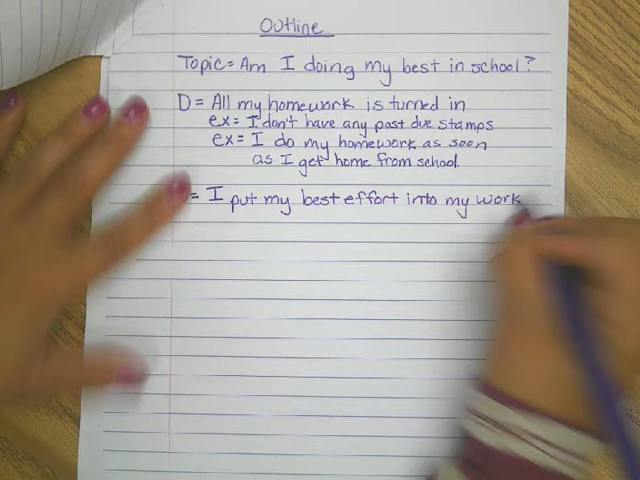 Outline
Topic= Am I doing my best in school?
D= All my homework is turned in
ex= I don't have any past due stamps
ex= I do my homework as soon
as I get home from school.
= I put my best effort into my work